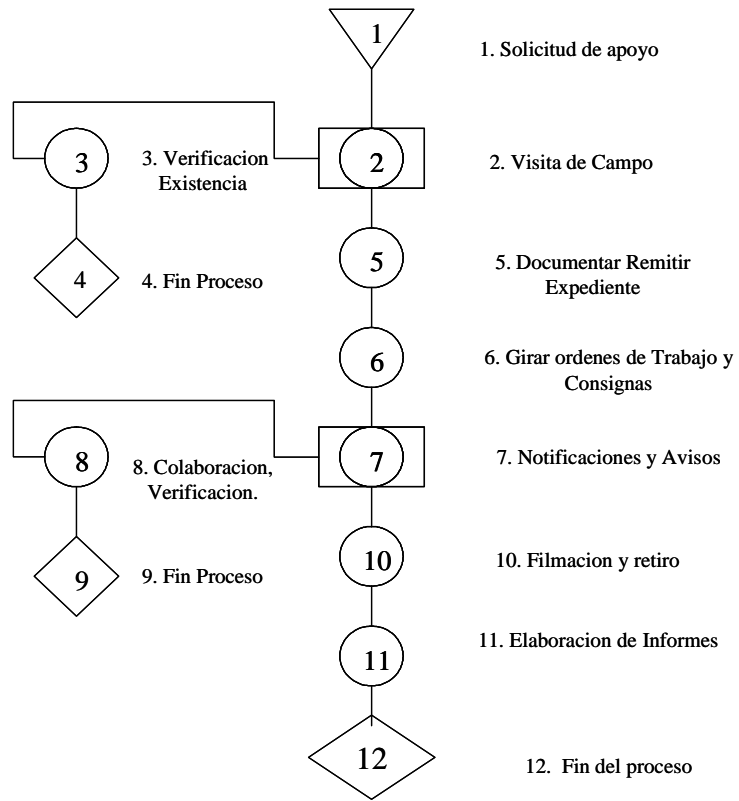 1
1. Solicitud de apoyo
3
3. Verificacion
Existencia
2
2. Visita de Campo
4
4. Fin Proceso
5
5. Documentar Remitir
Expediente
6
6. Girar ordenes de Trabajo y
Consignas
8
8. Colaboracion,
Verificacion.
7
7. Notificaciones y Avisos
9
9. Fin Proceso
10
10. Filmacion y retiro
11
11. Elaboracion de Informes
12
12. Fin del proceso